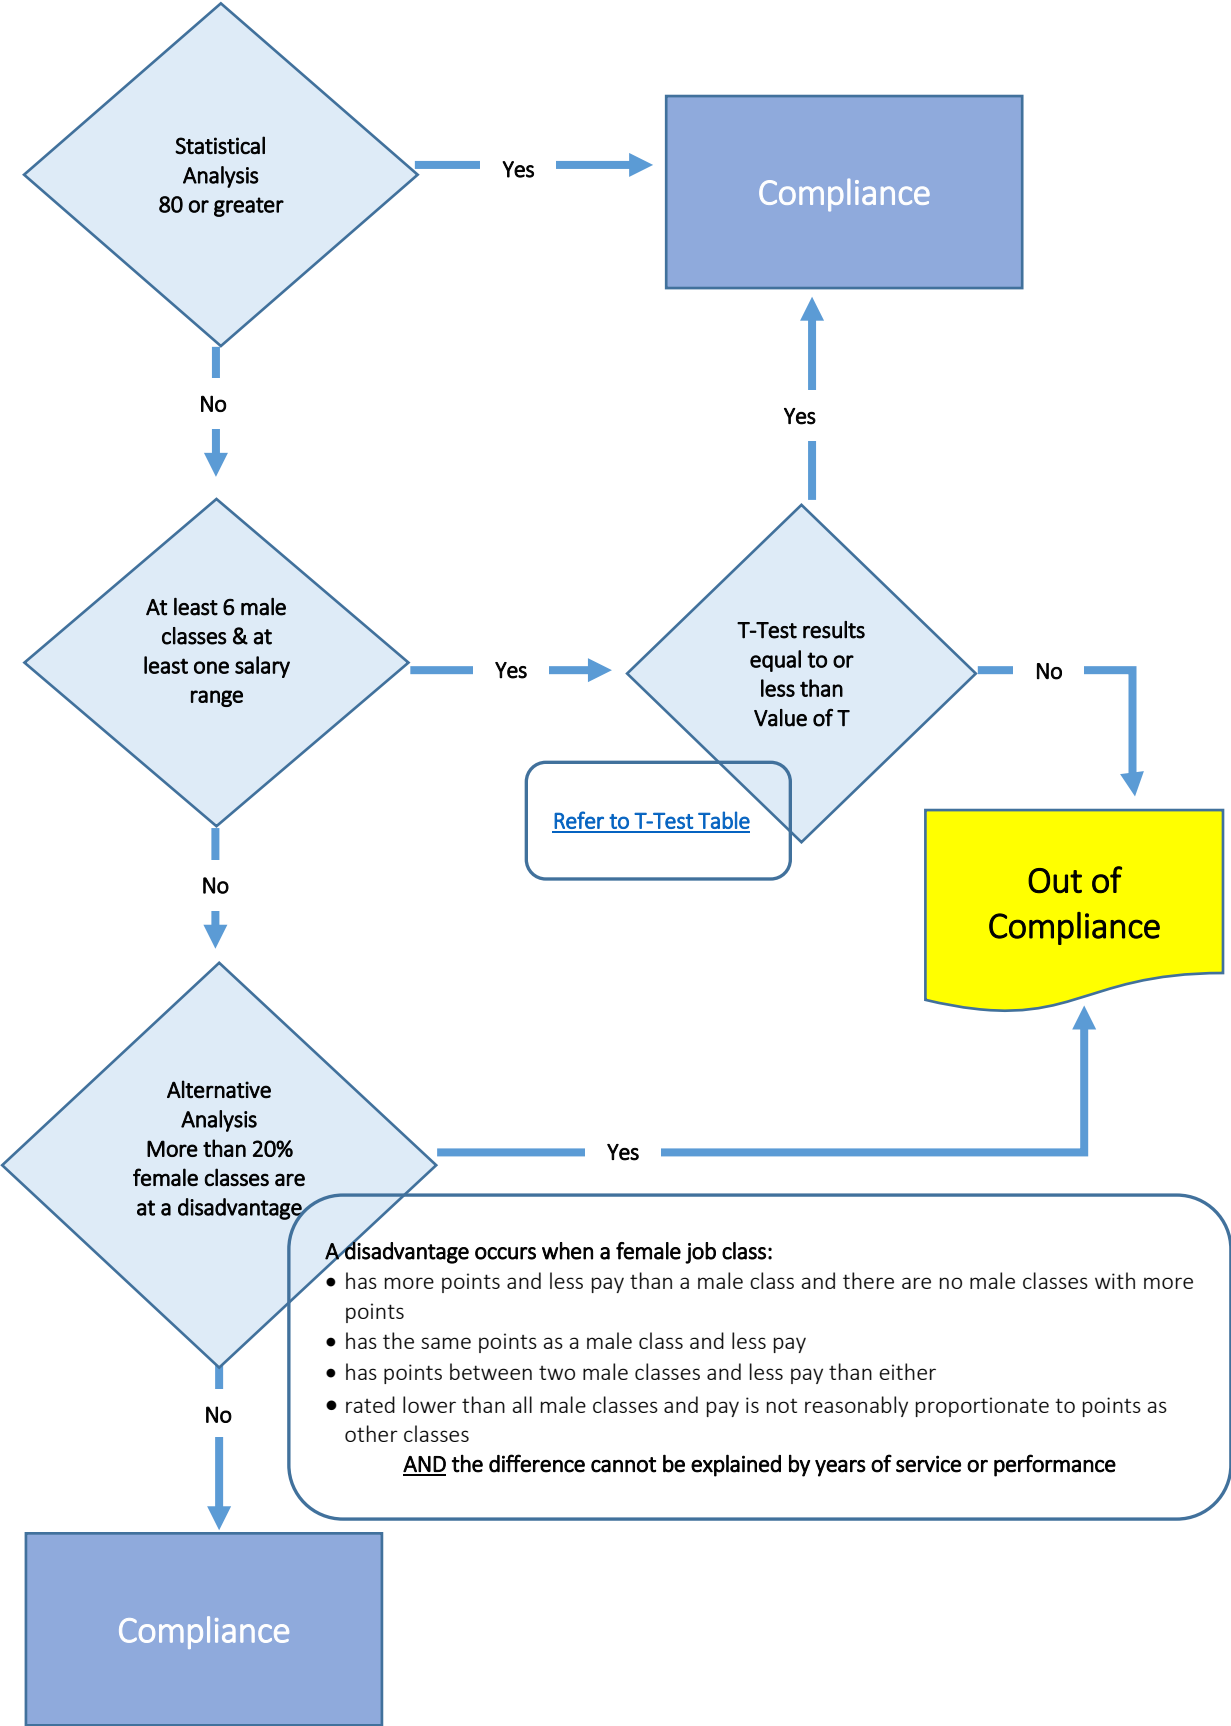 Statistical
Analysis
80 or greater
Yes
Compliance
No
Yes
At least 6 male
classes & at
least one salary
range
Yes
T-Test results
equal to or
less than
Value of T
No
Refer to T-Test Table
Out of
Compliance
No
Alternative
Analysis
More than 20%
female classes are
at a disadvantage
Yes
A disadvantage occurs when a female job class:
• has more points and less pay than a male class and there are no male classes with more
points
• has the same points as a male class and less pay
• has points between two male classes and less pay than either
• rated lower than all male classes and pay is not reasonably proportionate to points as
other classes
AND the difference cannot be explained by years of service or performance
No
Compliance